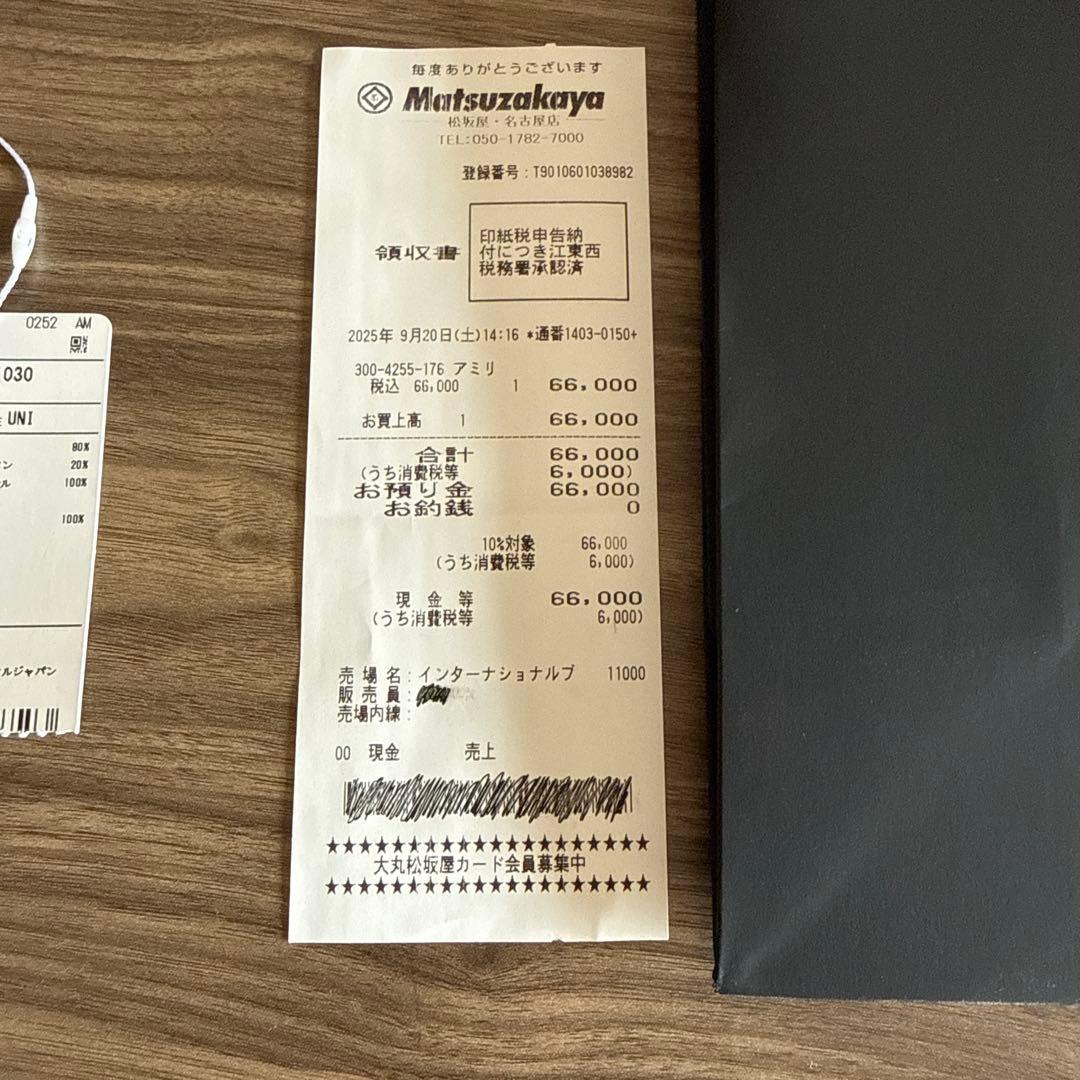 毎度ありがとうございます
Matsuzakaya
松坂屋・名古屋店
TEL:050-1782-7000
登録番号:T9010601038982
領収書
印紙税申告納
付につき江東西
税務署承認済
2025年 9月20日(土)14:16 *通番1403-0150+
300-4255-176 アミリ
税込 66,000 1 66,000
お買上高 1 66,000
合計 66,000
(うち消費税等 6,000)
お預り金 66,000
お釣銭 0
10%対象 66,000
(うち消費税等 6,000)
現 金 等 66,000
(うち消費税等 6,000)
売 場 名:インターナショナルブ 11000
販 売 員:
売場内線:
00 現金 売上
★★★★★★★★★★★★★★★★★★★★
大丸松坂屋カード会員募集中
★★★★★★★★★★★★★★★★★★★★
0252 AM
030
UNI
80%
ン 20%
ル 100%
100%
ルジャパン